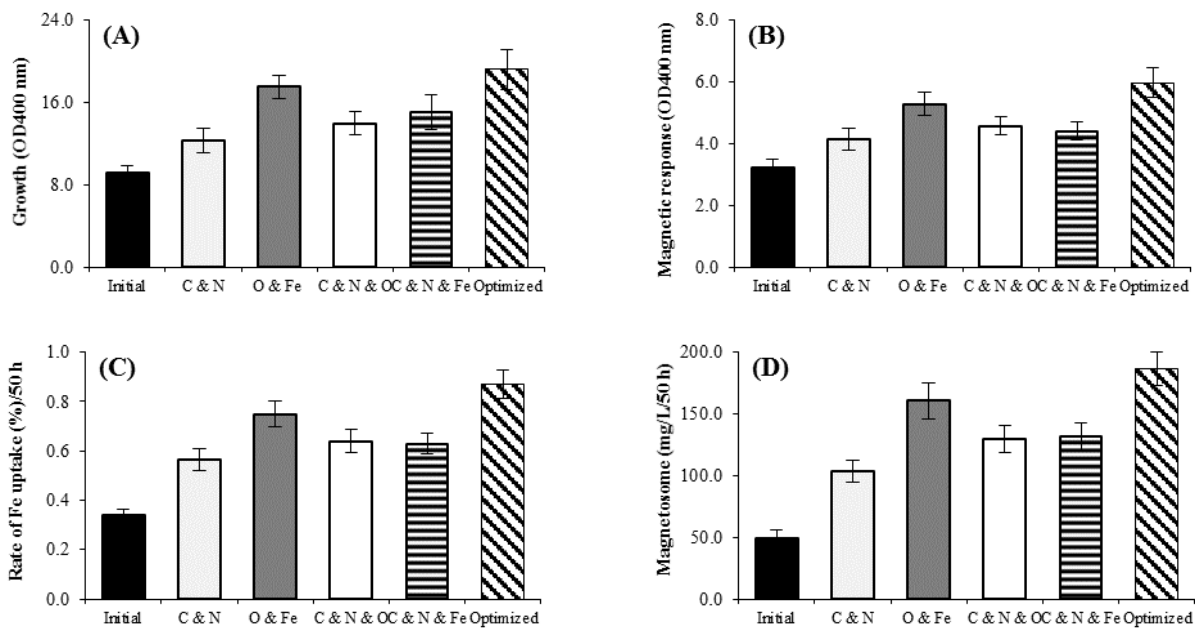 (A)
Growth (OD400 nm)
24.0
16.0
8.0
0.0
Initial C & N O & Fe C & N & O C & N & Fe Optimized
(B)
Magnetic response (OD400 nm)
8.0
6.0
4.0
2.0
0.0
Initial C & N O & Fe C & N & O C & N & Fe Optimized
(C)
Rate of Fe uptake (%)/50 h
1.0
0.8
0.6
0.4
0.2
0.0
Initial C & N O & Fe C & N & O C & N & Fe Optimized
(D)
Magnetosome (mg/L/50 h)
200.0
150.0
100.0
50.0
0.0
Initial C & N O & Fe C & N & O C & N & Fe Optimized